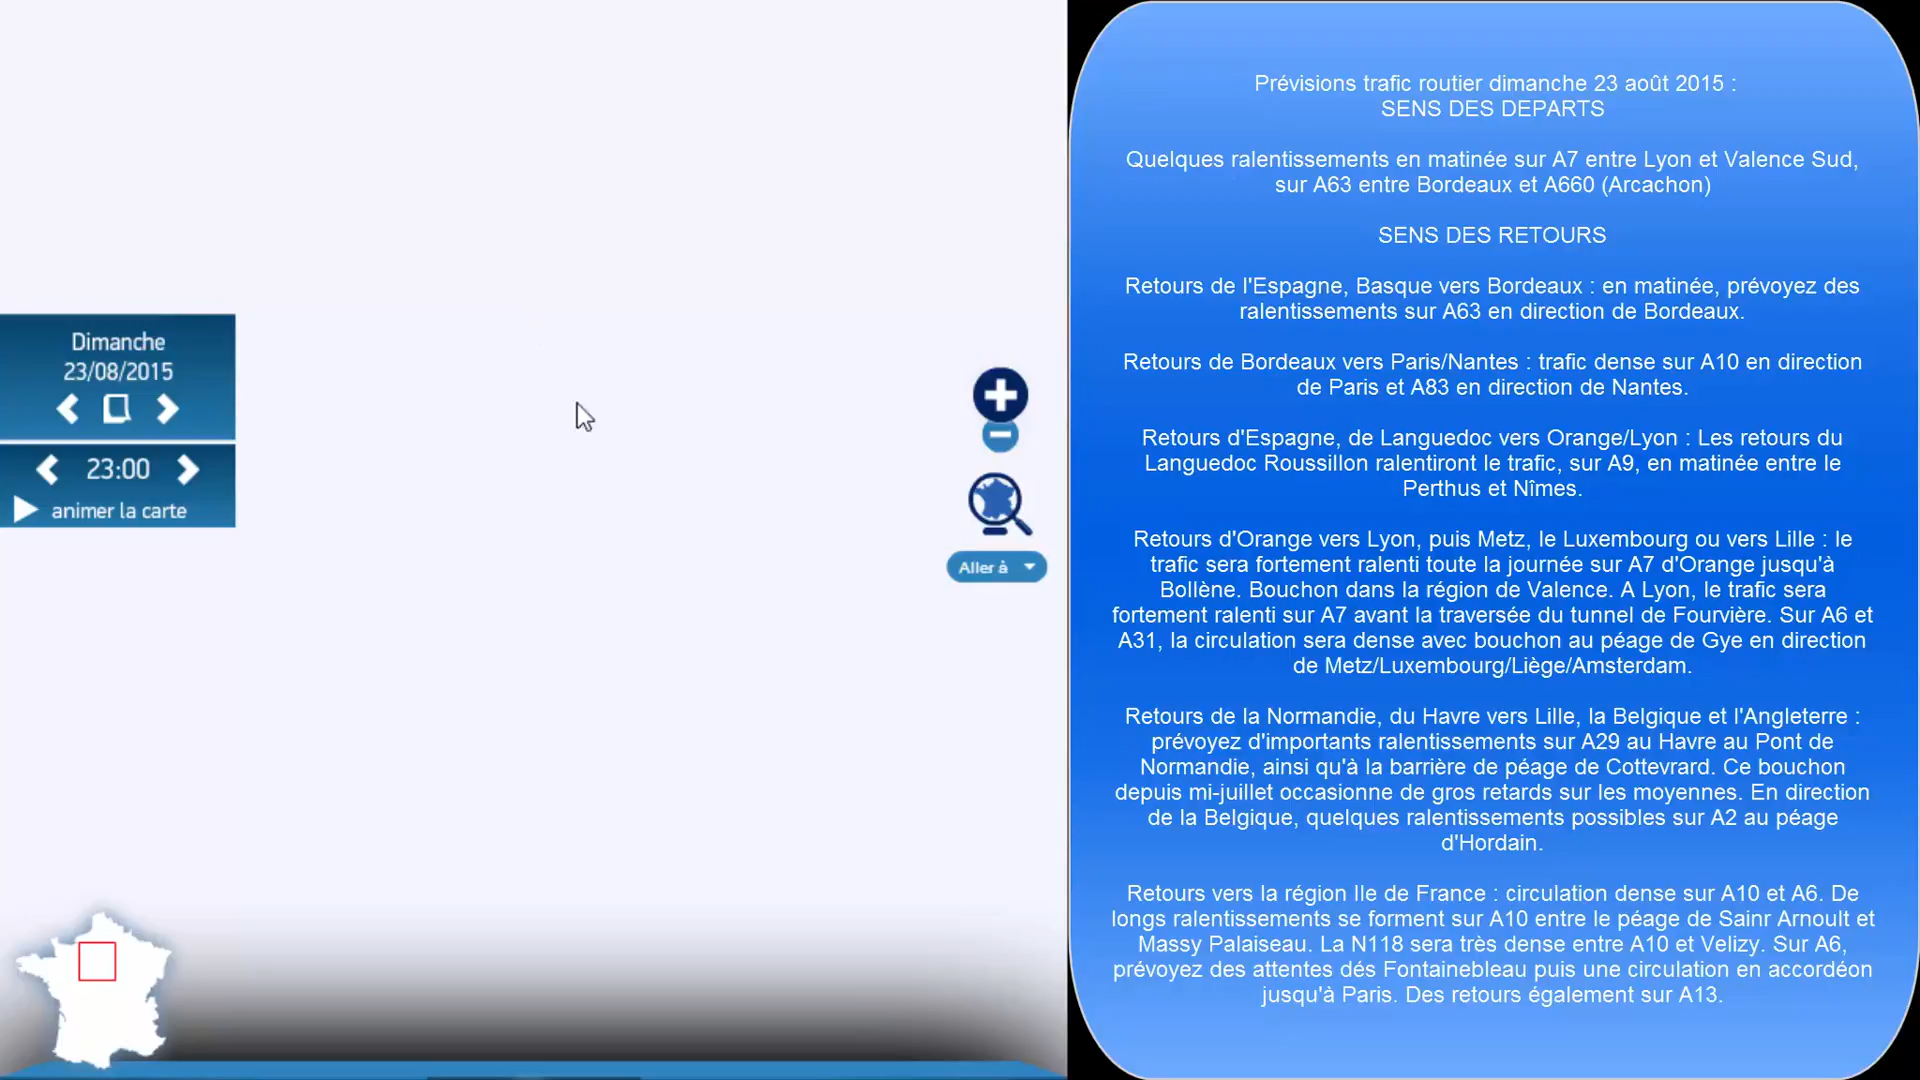 Dimanche
23/08/2015
23:00
animer la carte
Aller à
Prévisions trafic routier dimanche 23 août 2015 :
SENS DES DEPARTS
Quelques ralentissements en matinée sur A7 entre Lyon et Valence Sud,
sur A63 entre Bordeaux et A660 (Arcachon)
SENS DES RETOURS
Retours de l'Espagne, Basque vers Bordeaux : en matinée, prévoyez des
ralentissements sur A63 en direction de Bordeaux.
Retours de Bordeaux vers Paris/Nantes : trafic dense sur A10 en direction
de Paris et A83 en direction de Nantes.
Retours d'Espagne, de Languedoc vers Orange/Lyon : Les retours du
Languedoc Roussillon ralentiront le trafic, sur A9, en matinée entre le
Perthus et Nîmes.
Retours d'Orange vers Lyon, puis Metz, le Luxembourg ou vers Lille : le
trafic sera fortement ralenti toute la journée sur A7 d'Orange jusqu'à
Bollène. Bouchon dans la région de Valence. A Lyon, le trafic sera
fortement ralenti sur A7 avant la traversée du tunnel de Fourvière. Sur A6 et
A31, la circulation sera dense avec bouchon au péage de Gye en direction
de Metz/Luxembourg/Liège/Amsterdam.
Retours de la Normandie, du Havre vers Lille, la Belgique et l'Angleterre :
prévoyez d'importants ralentissements sur A29 au Havre au Pont de
Normandie, ainsi qu'à la barrière de péage de Cottevrard. Ce bouchon
depuis mi-juillet occasionne de gros retards sur les moyennes. En direction
de la Belgique, quelques ralentissements possibles sur A2 au péage
d'Hordain.
Retours vers la région Ile de France : circulation dense sur A10 et A6. De
longs ralentissements se forment sur A10 entre le péage de Sainr Arnoult et
Massy Palaiseau. La N118 sera très dense entre A10 et Velizy. Sur A6,
prévoyez des attentes dés Fontainebleau puis une circulation en accordéon
jusqu'à Paris. Des retours également sur A13.